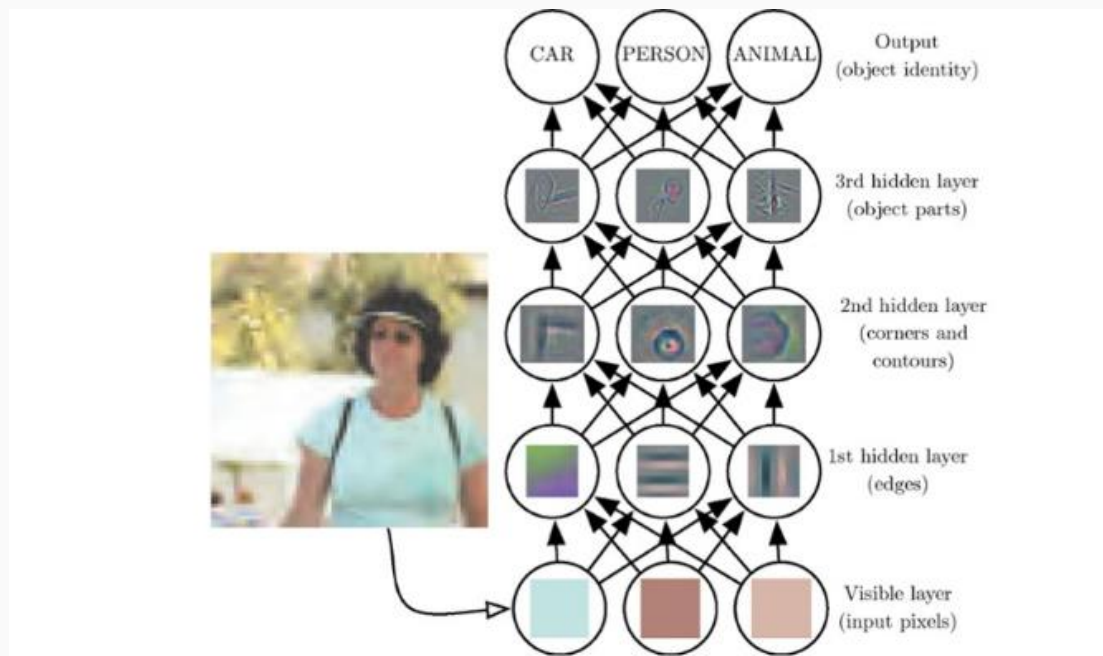 CAR PERSON ANIMAL
Output
(object identity)
3rd hidden layer
(object parts)
2nd hidden layer
(corners and
contours)
1st hidden layer
(edges)
Visible layer
(input pixels)